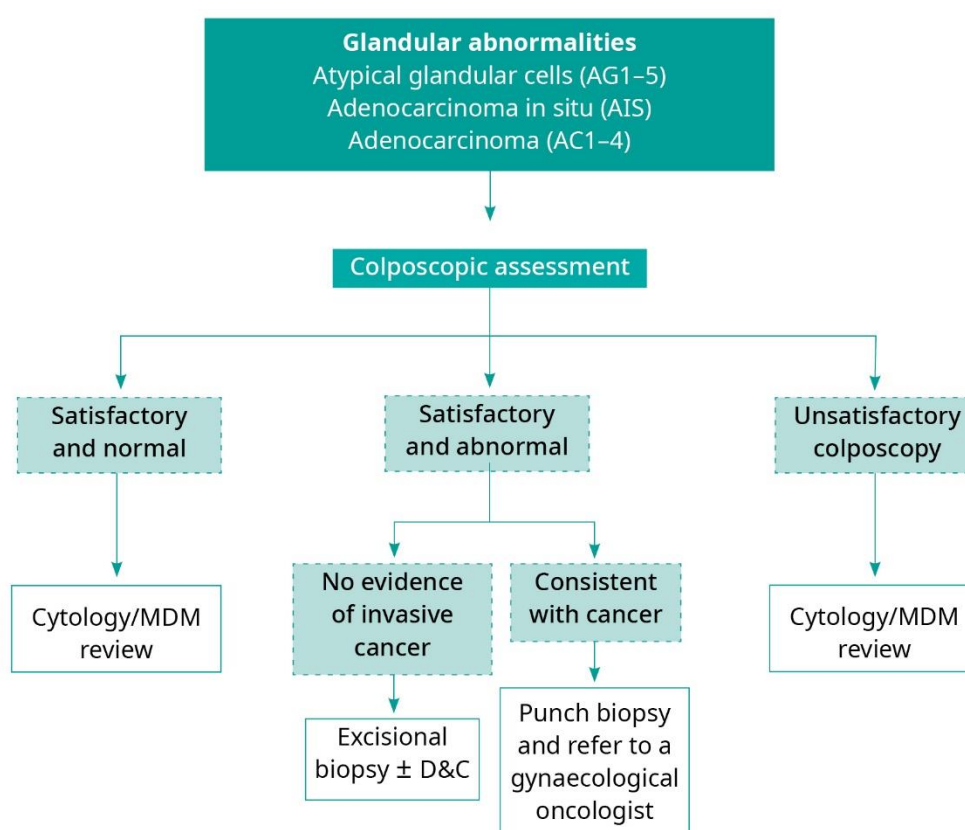 Glandular abnormalities
Atypical glandular cells (AG1–5)
Adenocarcinoma in situ (AIS)
Adenocarcinoma (AC1–4)
Colposcopic assessment
Satisfactory
and normal
Satisfactory
and abnormal
Unsatisfactory
colposcopy
No evidence
of invasive
cancer
Consistent
with cancer
Cytology/MDM
review
Cytology/MDM
review
Excisional
biopsy ± D&C
Punch biopsy
and refer to a
gynaecological
oncologist